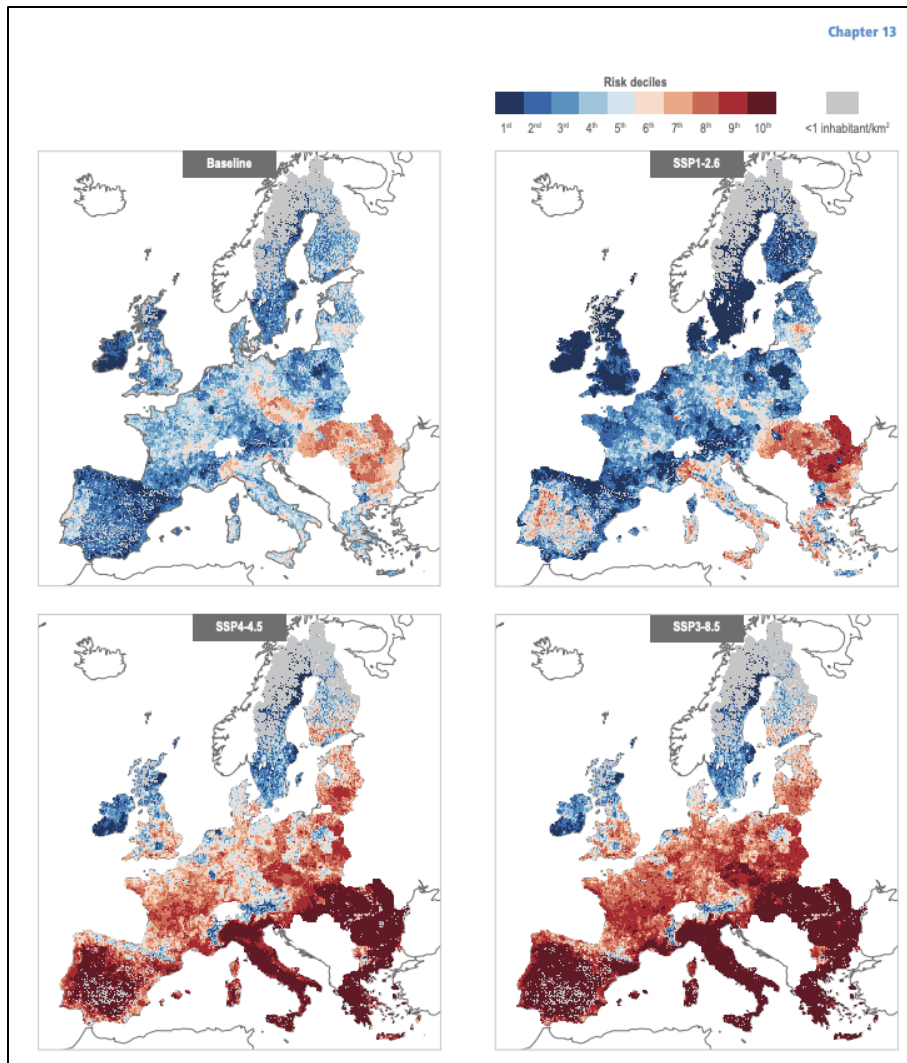 Chapter 13
Risk deciles
1st 2nd 3rd 4th 5th 6th 7th 8th 9th 10th <1 inhabitant/km²
Baseline SSP1-2.6
SSP4-4.5 SSP3-8.5